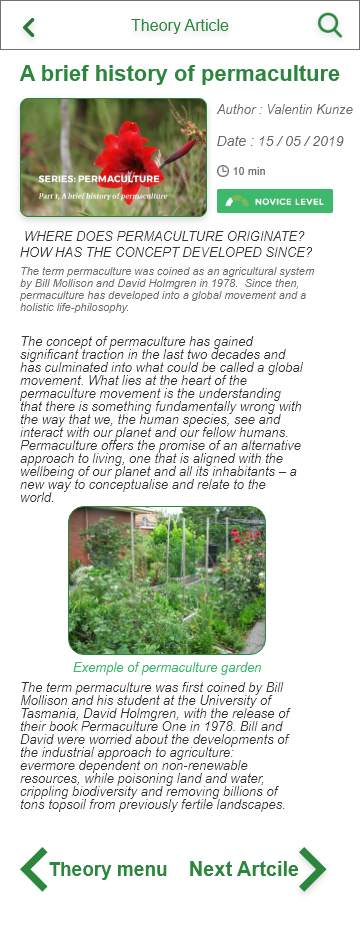 Theory Article
A brief history of permaculture
SERIES: PERMACULTURE
Part 1, A brief history of permaculture
Author : Valentin Kunze
Date : 15 / 05 / 2019
10 min
NOVICE LEVEL
WHERE DOES PERMACULTURE ORIGINATE?
HOW HAS THE CONCEPT DEVELOPED SINCE?
The term permaculture was coined as an agricultural system
by Bill Mollison and David Holmgren in 1978.  Since then,
permaculture has developed into a global movement and a
holistic life-philosophy.
The concept of permaculture has gained
significant traction in the last two decades and
has culminated into what could be called a global
movement. What lies at the heart of the
permaculture movement is the understanding
that there is something fundamentally wrong with
the way that we, the human species, see and
interact with our planet and our fellow humans.
Permaculture offers the promise of an alternative
approach to living, one that is aligned with the
wellbeing of our planet and all its inhabitants – a
new way to conceptualise and relate to the
world.
Exemple of permaculture garden
The term permaculture was first coined by Bill
Mollison and his student at the University of
Tasmania, David Holmgren, with the release of
their book Permaculture One in 1978. Bill and
David were worried about the developments of
the industrial approach to agriculture:
evermore dependent on non-renewable
resources, while poisoning land and water,
crippling biodiversity and removing billions of
tons topsoil from previously fertile landscapes.
Theory menu
Next Artcile